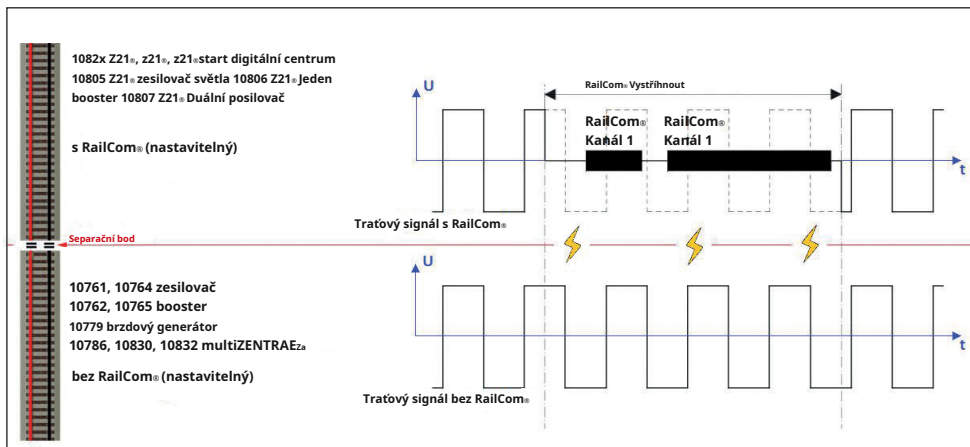 1082x Z21®, z21®, z21®start digitální centrum
10805 Z21® zesilovač světla 10806 Z21® Jeden
booster 10807 Z21® Duální posilovač
s RailCom® (nastavitelný)
Separační bod
10761, 10764 zesilovač
10762, 10765 booster
10779 brzdový generátor
10786, 10830, 10832 multiZENTRAEZa
bez RailCom® (nastavitelný)
U
RailCom® Vystřihnout
RailCom®
Kanál 1
RailCom®
Kanál 1
t
Traťový signál s RailCom®
U
t
Traťový signál bez RailCom®